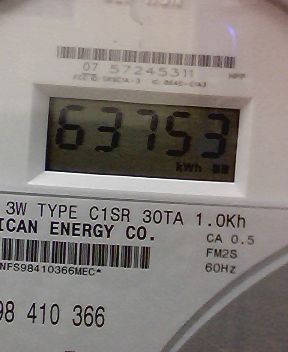 07 57245311
63753
kWh
3W TYPE C1SR 30TA 1.0Kh
ICAN ENERGY CO.
CA 0.5
FM2S
NFS98410366MEC*
60Hz
98 410 366